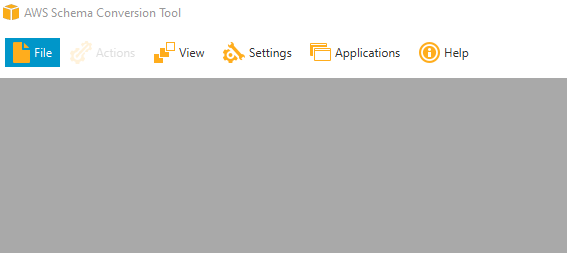 AWS Schema Conversion Tool
File Actions View Settings Applications Help